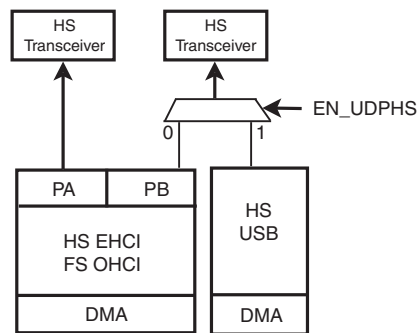 HS
Transceiver
HS
Transceiver
EN_UDPHS
0
1
PA
PB
HS
USB
HS EHCI
FS OHCI
DMA
DMA